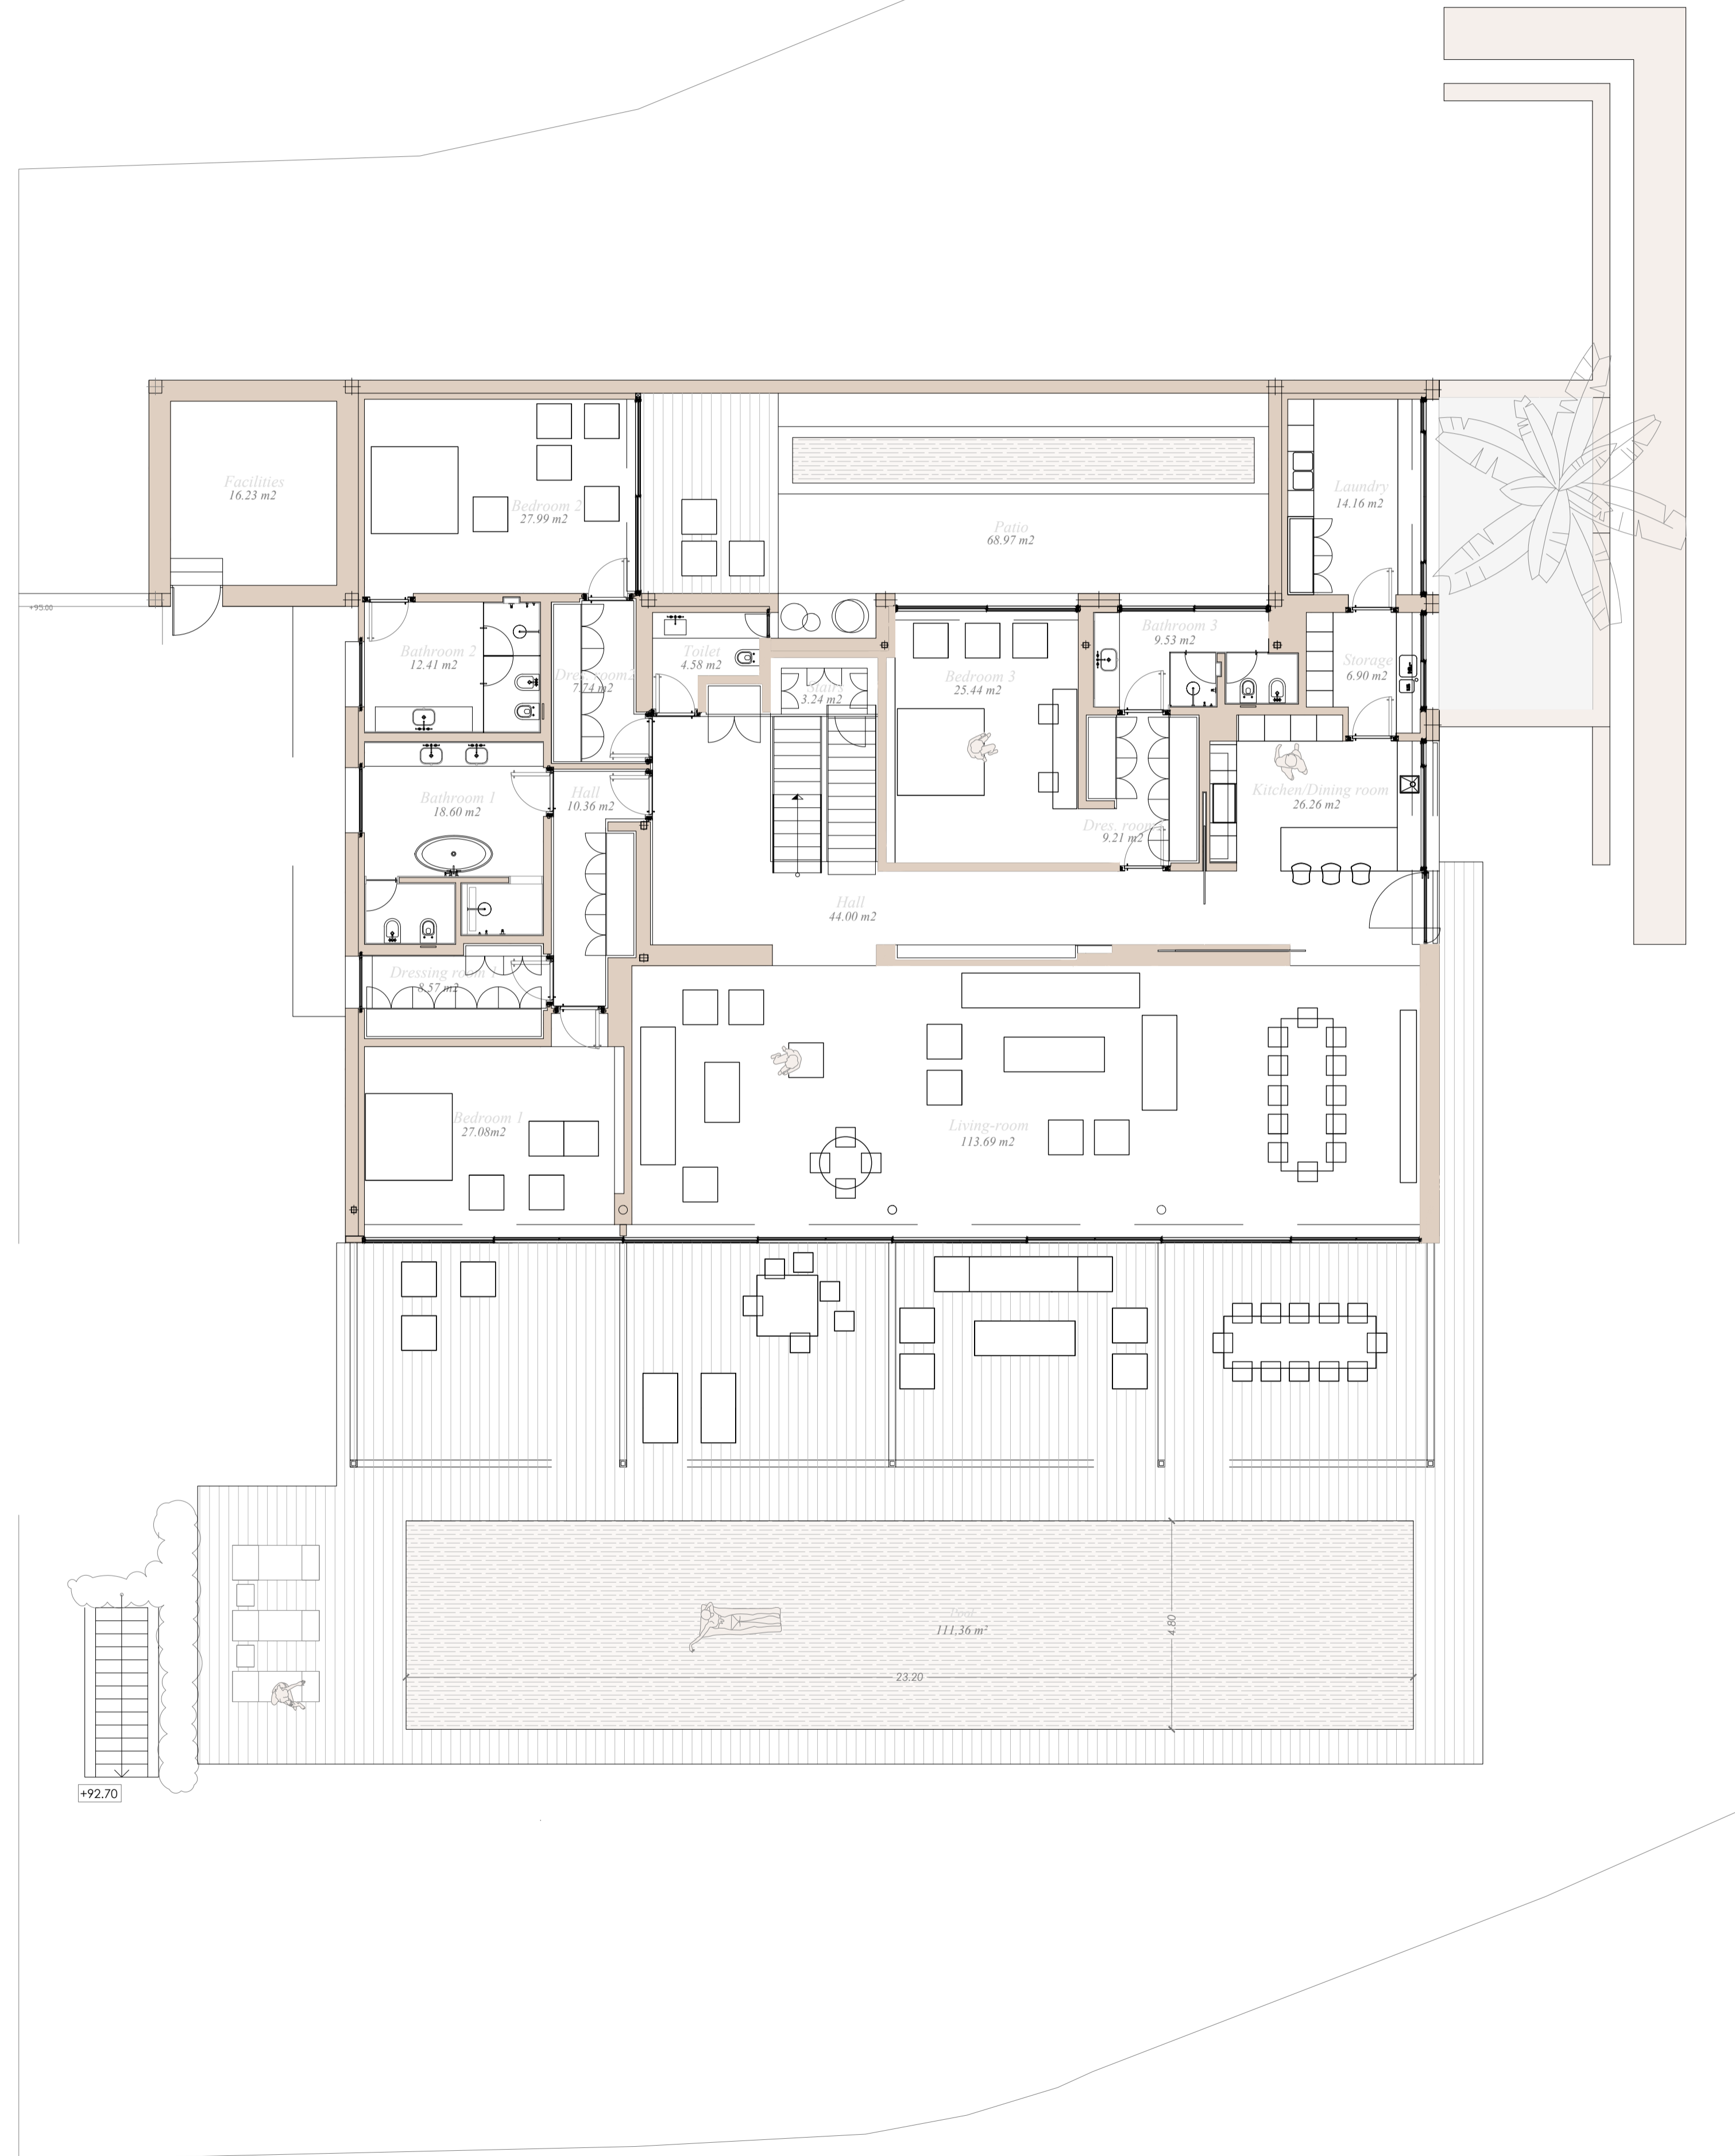 Facilities
16.23 m2
Bedroom 2
27.99 m2
Patio
68.97 m2
Laundry
14.16 m2
+95.00
Bathroom 2
12.41 m2
Dres. room2
7.74 m2
Toilet
4.58 m2
Stairs
3.24 m2
Bedroom 3
25.44 m2
Bathroom 3
9.53 m2
Storage
6.90 m2
Bathroom 1
18.60 m2
Hall
10.36 m2
Kitchen/Dining room
26.26 m2
Dres. room
9.21 m2
Hall
44.00 m2
Dressing room 1
8.57 m2
Bedroom 1
27.08m2
Living-room
113.69 m2
Pool
111,36 m²
4.80
23.20
+92.70